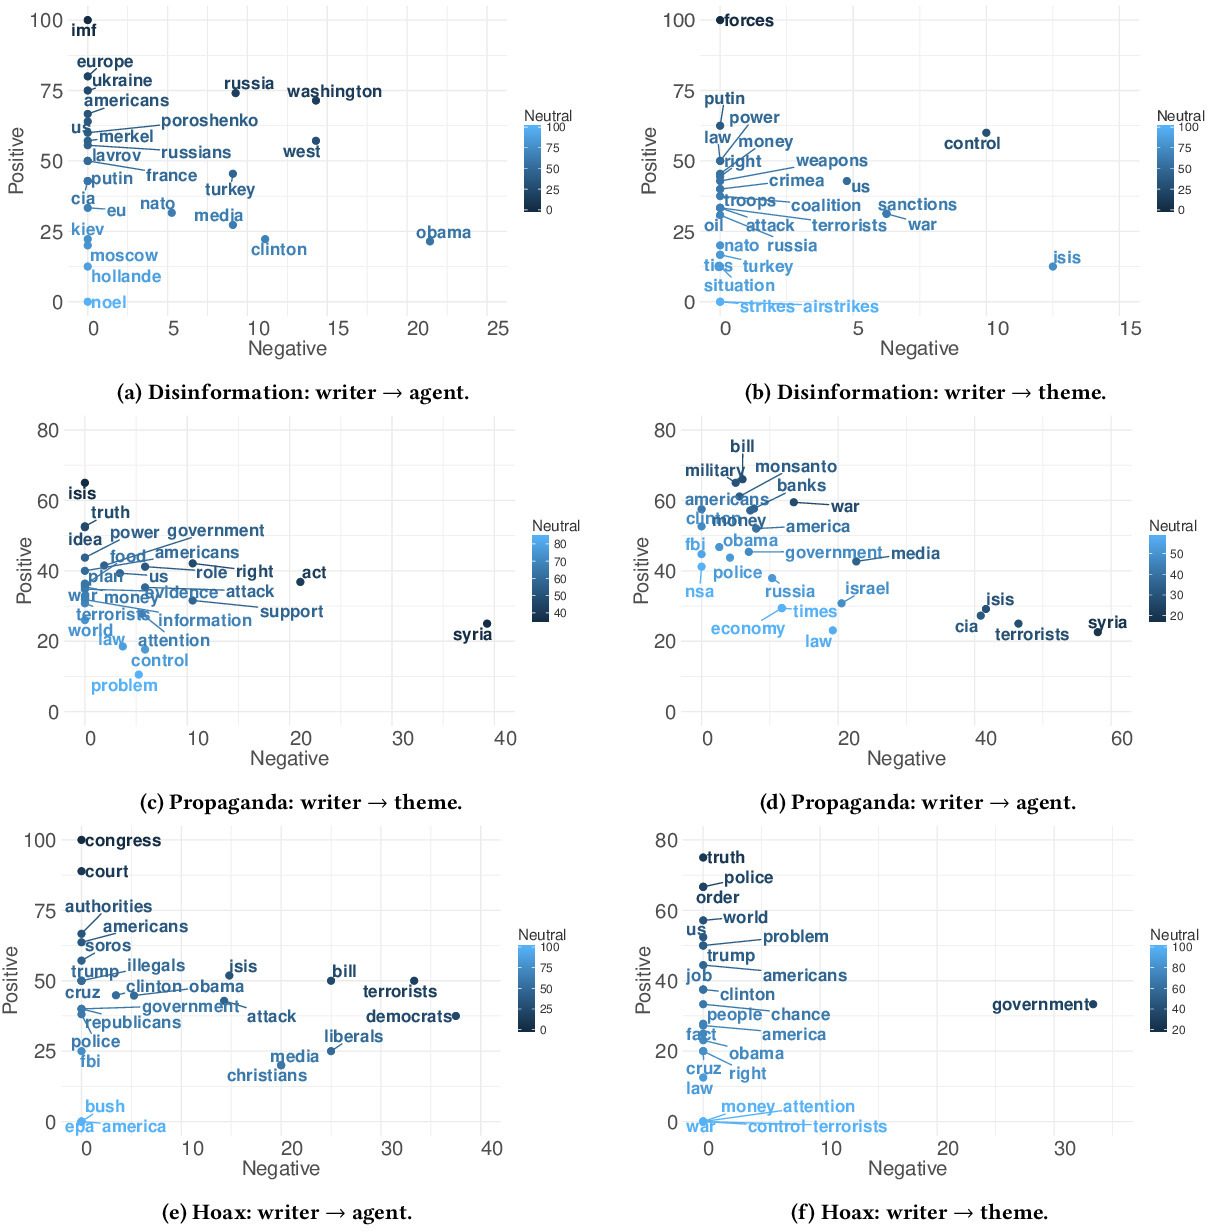 100
imf
europe
ukraine
75
americans
russia
washington
us
poroshenko
merkel
russians
west
50
lavrov
france
putin
turkey
cia
eu
nato
media
25
kiev
obama
clinton
moscow
hollande
0
noel
0 5 10 15 20 25
Negative
Positive
Neutral
100
75
50
25
0
(a) Disinformation: writer → agent.
100
forces
75
putin
power
law
money
control
50
right
weapons
crimea
us
troops
coalition
sanctions
25
oil
attack
terrorists
war
nato
russia
ties
turkey
isis
situation
0
strikes
airstrikes
0 5 10 15
Negative
Positive
Neutral
100
75
50
25
0
(b) Disinformation: writer → theme.
80
isis
60
truth
idea
power
government
food
americans
40
plan
us
role
right
act
war
money
evidence
attack
terrorists
information
support
world
law
attention
syria
20
control
problem
0
0 10 20 30 40
Negative
Positive
Neutral
80
70
60
50
40
(c) Propaganda: writer → theme.
80
bill
military
monsanto
60
americans
banks
war
clinton
money
america
fbi
obama
government
media
40
nsa
police
russia
israel
economy
times
isis
cia
terrorists
syria
20
law
0
0 20 40 60
Negative
Positive
Neutral
50
40
30
20
(d) Propaganda: writer → agent.
100
congress
court
75
authorities
americans
soros
50
trump
illegals
isis
bill
cruz
clinton
obama
terrorists
government
republicans
attack
democrats
police
liberals
25
fbi
media
christians
0
bush
epa
america
0 10 20 30 40
Negative
Positive
Neutral
100
75
50
25
0
(e) Hoax: writer → agent.
80
truth
police
order
60
us
world
problem
trump
40
job
americans
clinton
people
chance
government
fact
america
20
obama
cruz
right
law
0
money
attention
war
control
terrorists
0 10 20 30
Negative
Positive
Neutral
100
80
60
40
20
(f) Hoax: writer → theme.